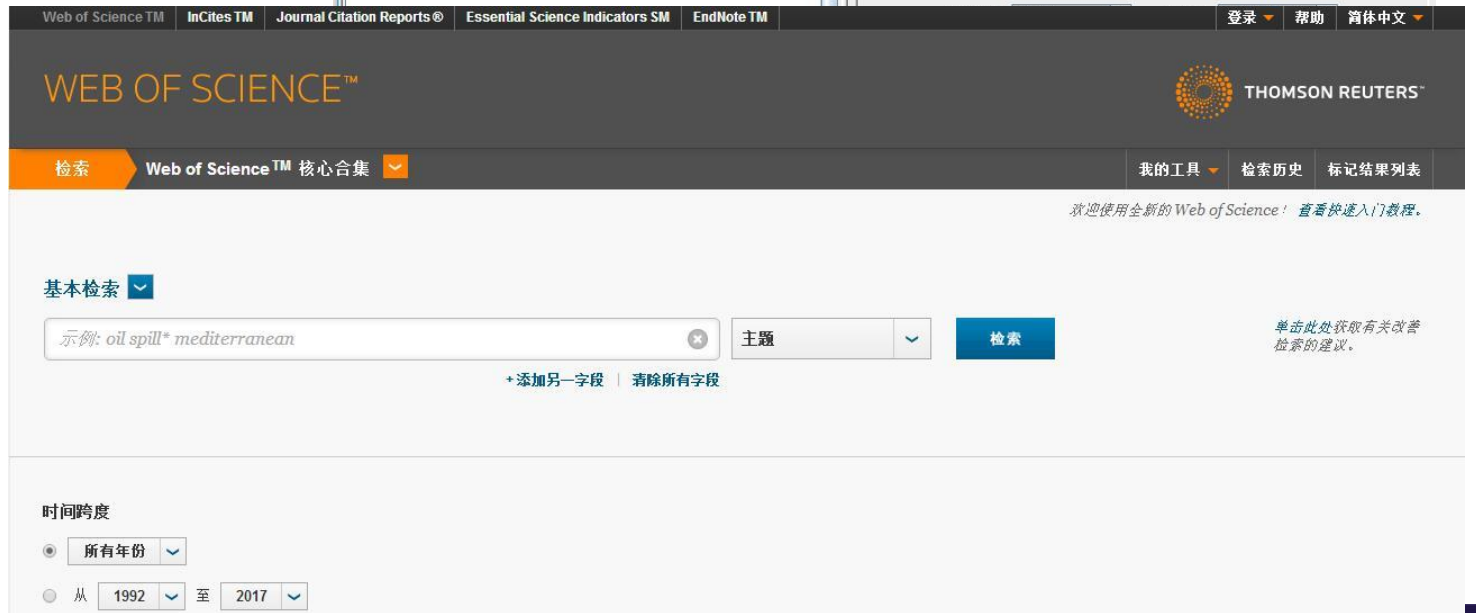 Web of Science TM InCites TM Journal Citation Reports ® Essential Science Indicators SM EndNote TM 登录 帮助 简体中文
WEB OF SCIENCE™ THOMSON REUTERS™
检索 Web of Science TM 核心合集 我的工具 检索历史 标记结果列表
欢迎使用全新的 Web of Science！ 查看快速入门教程。
基本检索
示例: oil spill* mediterranean 主题 检索 单击此处获取有关改善
检索的建议。
+添加另一字段 | 清除所有字段
时间跨度
所有年份
从 1992 至 2017